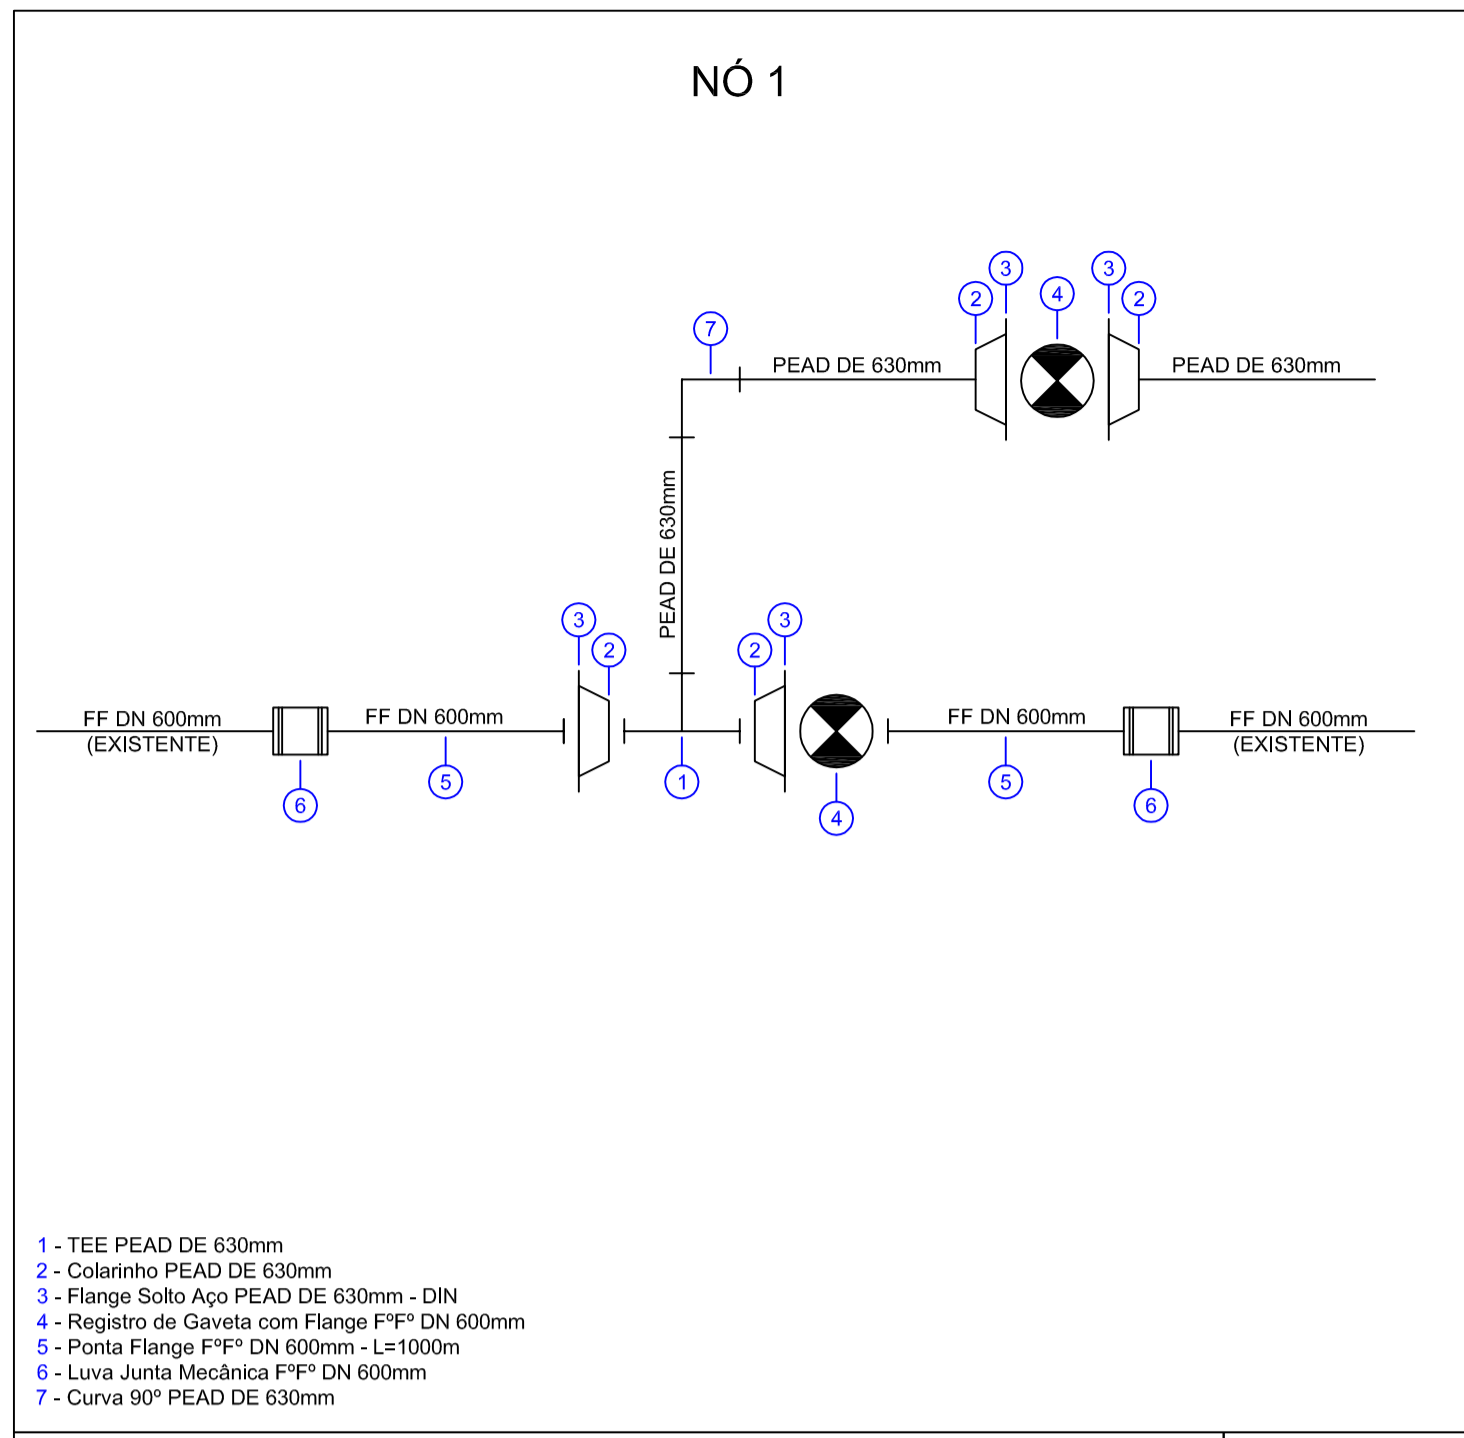 NÓ 1
3
3
2
4
2
7
PEAD DE 630mm
PEAD DE 630mm
PEAD DE 630mm
3
3
2
2
FF DN 600mm
(EXISTENTE)
FF DN 600mm
FF DN 600mm
FF DN 600mm
(EXISTENTE)
5
1
5
6
4
6
1 - TEE PEAD DE 630mm
2 - Colarinho PEAD DE 630mm
3 - Flange Solto Aço PEAD DE 630mm - DIN
4 - Registro de Gaveta com Flange FºFº DN 600mm
5 - Ponta Flange FºFº DN 600mm - L=1000m
6 - Luva Junta Mecânica FºFº DN 600mm
7 - Curva 90º PEAD DE 630mm